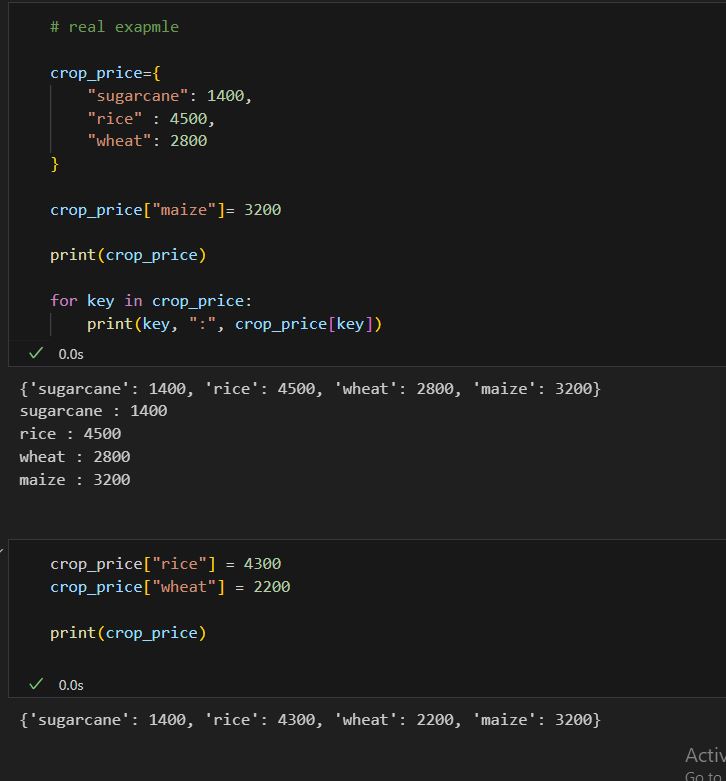 # real exapmle
crop_price={
"sugarcane": 1400,
"rice" : 4500,
"wheat": 2800
}
crop_price["maize"]= 3200
print(crop_price)
for key in crop_price:
print(key, ":", crop_price[key])
0.0s
{'sugarcane': 1400, 'rice': 4500, 'wheat': 2800, 'maize': 3200}
sugarcane : 1400
rice : 4500
wheat : 2800
maize : 3200
crop_price["rice"] = 4300
crop_price["wheat"] = 2200
print(crop_price)
0.0s
{'sugarcane': 1400, 'rice': 4300, 'wheat': 2200, 'maize': 3200}
Activ
Go to